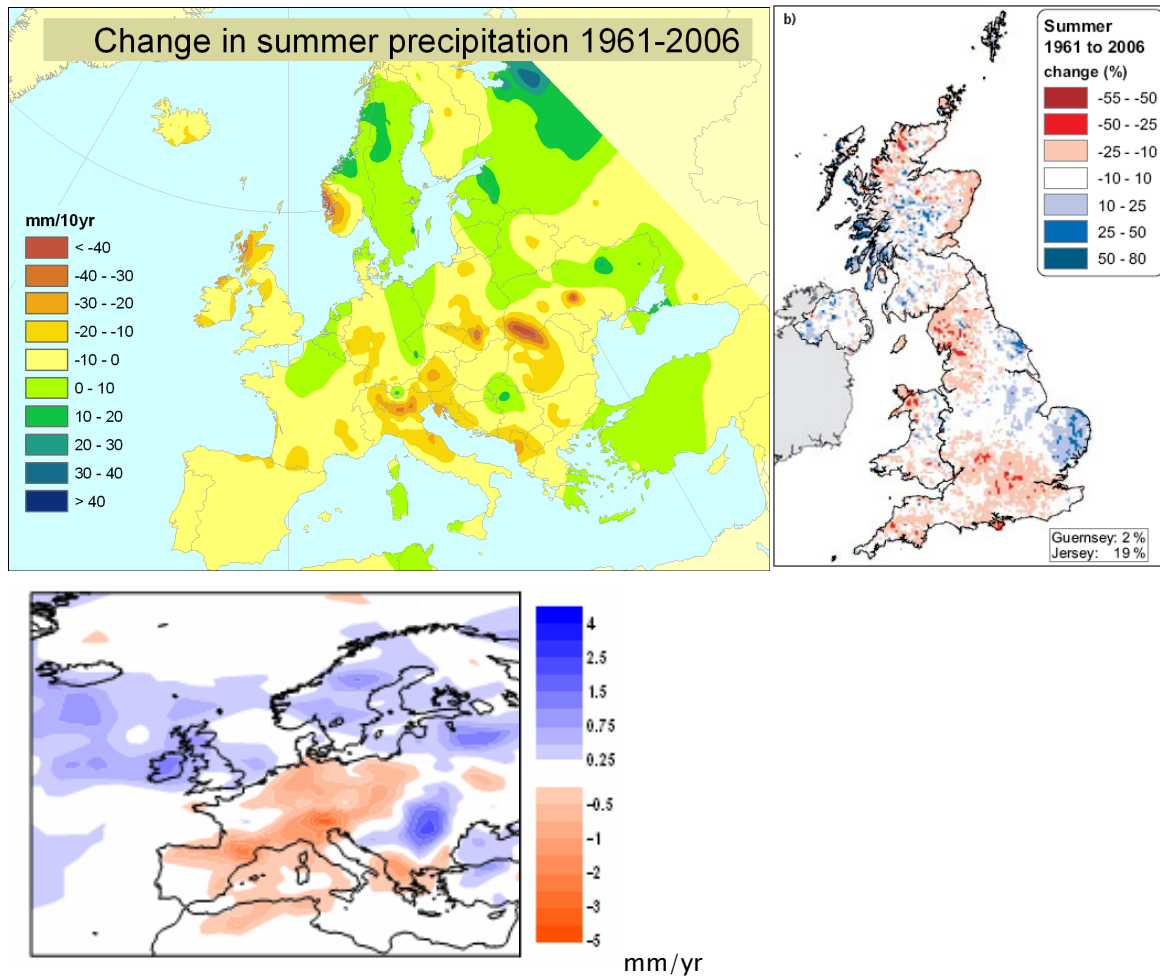 Change in summer precipitation 1961-2006
mm/10yr
< -40
-40 - -30
-30 - -20
-20 - -10
-10 - 0
0 - 10
10 - 20
20 - 30
30 - 40
> 40
b)
Summer
1961 to 2006
change (%)
-55 - -50
-50 - -25
-25 - -10
-10 - 10
10 - 25
25 - 50
50 - 80
Guernsey: 2 %
Jersey: 19 %
4
2.5
1.5
0.75
0.25
-0.5
-1
-2
-3
-5
mm/yr